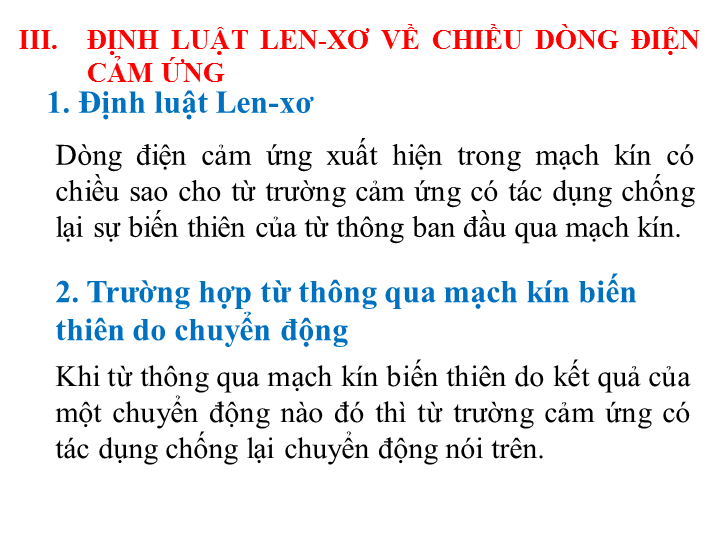 III. ĐỊNH LUẬT LEN-XƠ VỀ CHIỀU DÒNG ĐIỆN
CẢM ỨNG
1. Định luật Len-xơ
Dòng điện cảm ứng xuất hiện trong mạch kín có
chiều sao cho từ trường cảm ứng có tác dụng chống
lại sự biến thiên của từ thông ban đầu qua mạch kín.
2. Trường hợp từ thông qua mạch kín biến
thiên do chuyển động
Khi từ thông qua mạch kín biến thiên do kết quả của
một chuyển động nào đó thì từ trường cảm ứng có
tác dụng chống lại chuyển động nói trên.